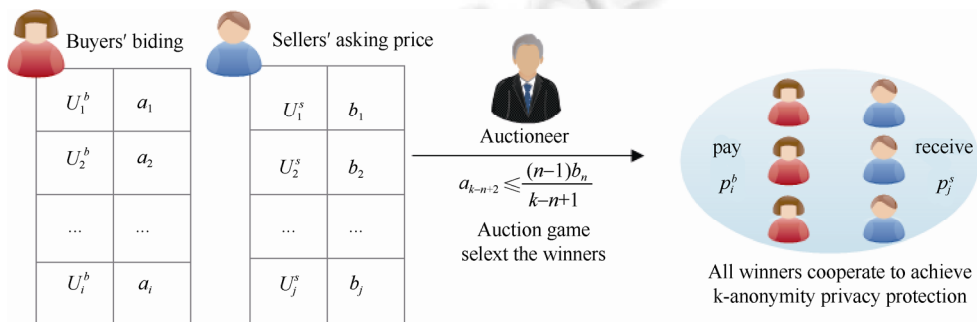 Buyers' biding
U_1^b a_1
U_2^b a_2
... ...
U_i^b a_i
Sellers' asking price
U_1^s b_1
U_2^s b_2
... ...
U_j^s b_j
Auctioneer
a_{k-n+2} ⩽ (n-1)b_n / k-n+1
Auction game
selext the winners
pay
p_i^b
receive
p_j^s
All winners cooperate to achieve
k-anonymity privacy protection